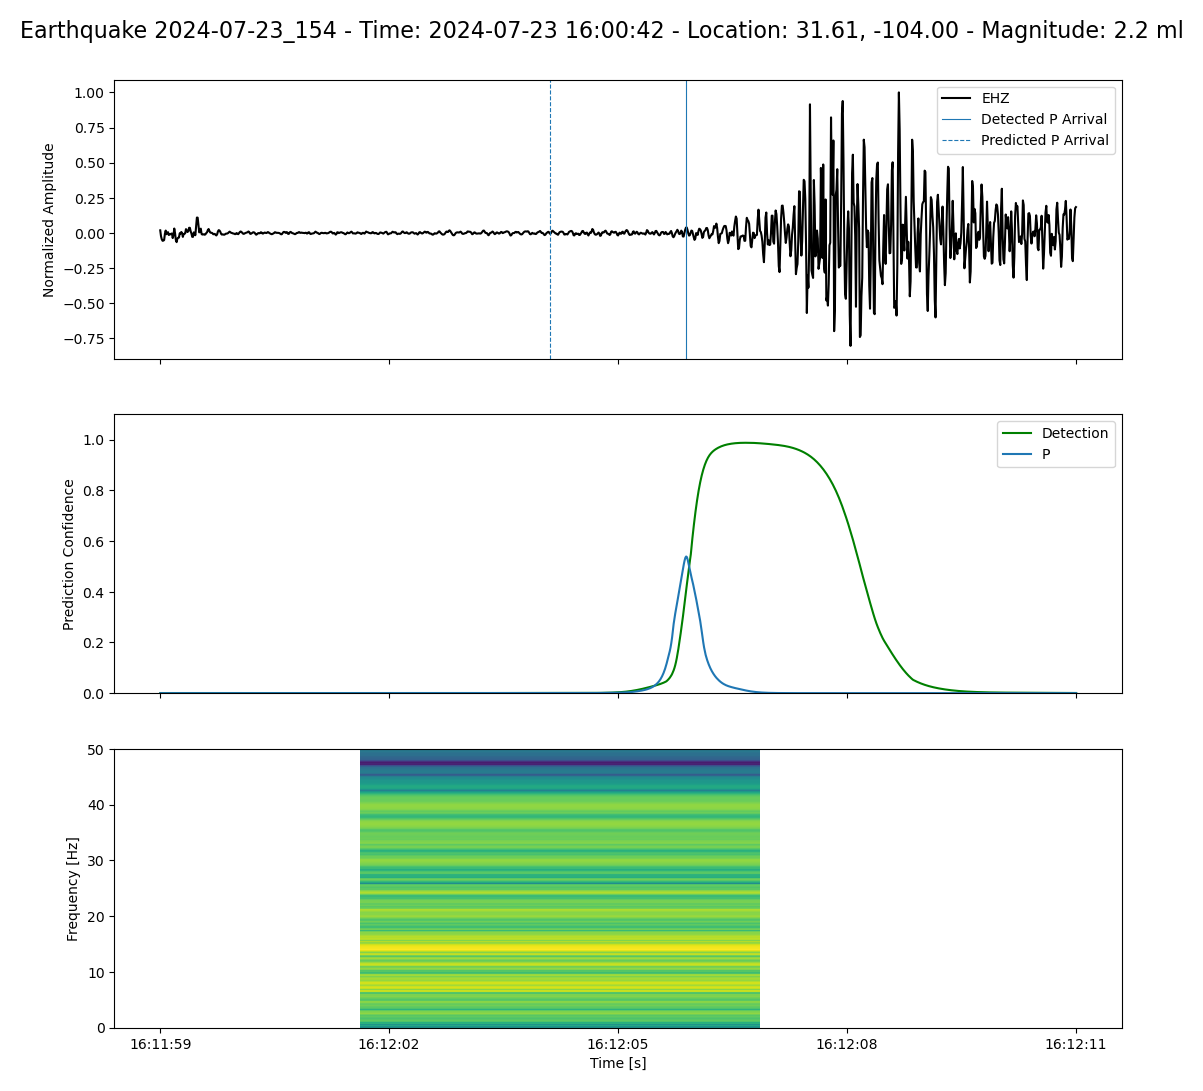 Earthquake 2024-07-23_154 - Time: 2024-07-23 16:00:42 - Location: 31.61, -104.00 - Magnitude: 2.2 ml
Normalized Amplitude
1.00
0.75
0.50
0.25
0.00
−0.25
−0.50
−0.75
EHZ
Detected P Arrival
Predicted P Arrival
Prediction Confidence
1.0
0.8
0.6
0.4
0.2
0.0
Detection
P
Frequency [Hz]
50
40
30
20
10
0
16:11:59
16:12:02
16:12:05
16:12:08
16:12:11
Time [s]